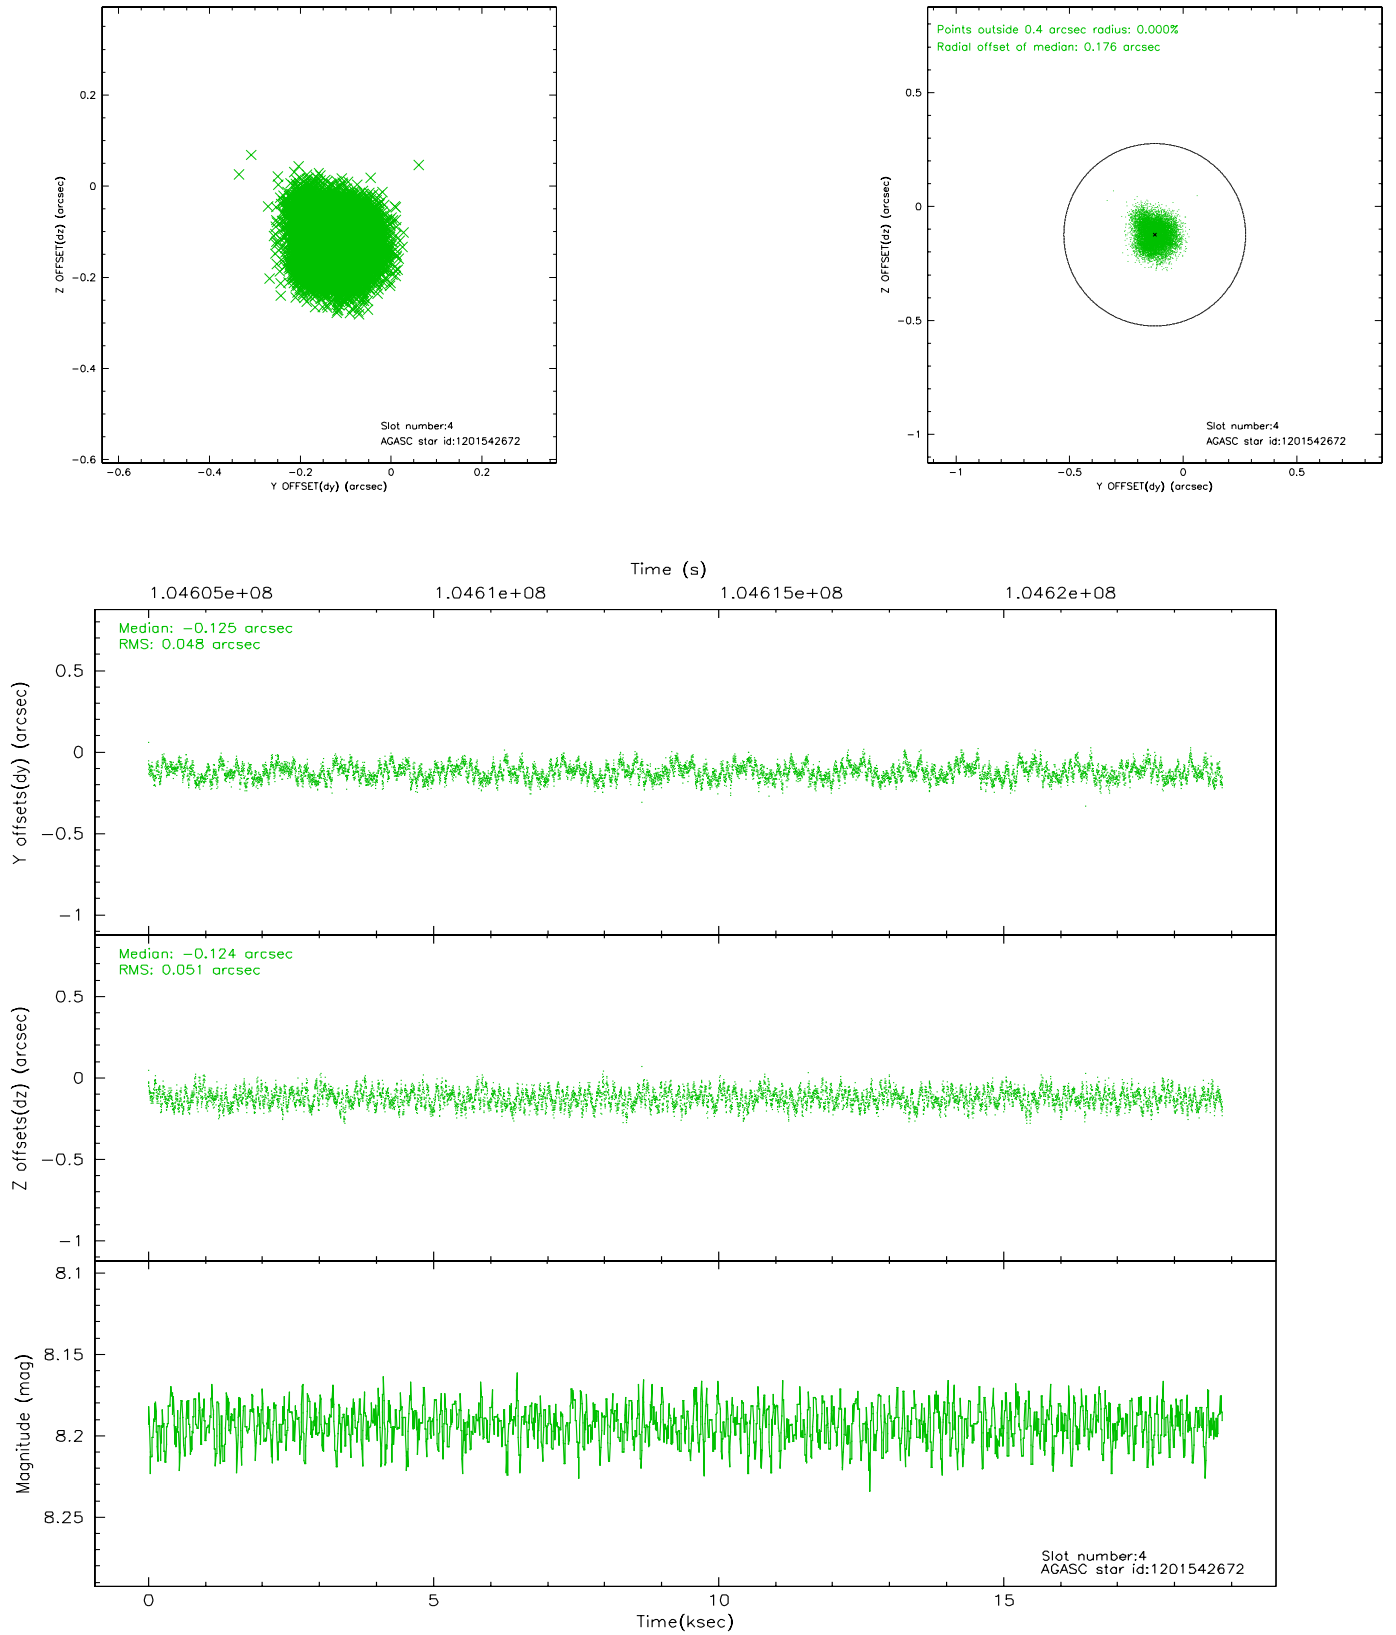 0.2
0
−0.2
−0.4
−0.6
Z OFFSET(dz) (arcsec)
Slot number:4
AGASC star id:1201542672
−0.6 −0.4 −0.2 0 0.2
Y OFFSET(dy) (arcsec)
Points outside 0.4 arcsec radius: 0.000%
Radial offset of median: 0.176 arcsec
0.5
0
−0.5
−1
Z OFFSET(dz) (arcsec)
Slot number:4
AGASC star id:1201542672
−1 −0.5 0 0.5
Y OFFSET(dy) (arcsec)
Time (s)
1.04605e+08 1.0461e+08 1.04615e+08 1.0462e+08
Median: −0.125 arcsec
RMS: 0.048 arcsec
0.5
0
−0.5
−1
Y offsets(dy) (arcsec)
Median: −0.124 arcsec
RMS: 0.051 arcsec
0.5
0
−0.5
−1
Z offsets(dz) (arcsec)
8.1
8.15
8.2
8.25
Magnitude (mag)
Slot number:4
AGASC star id:1201542672
0 5 10 15
Time(ksec)